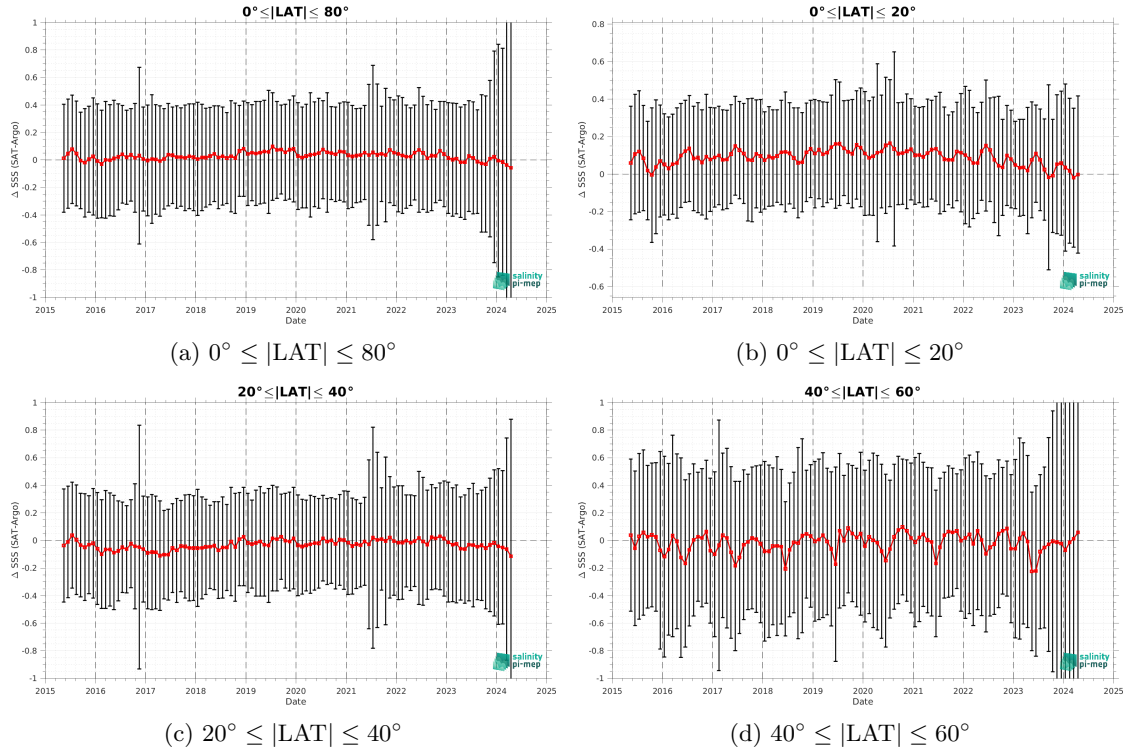 0°≤|LAT|≤ 80°
Δ SSS (SAT-Argo)
1
0.8
0.6
0.4
0.2
0
-0.2
-0.4
-0.6
-0.8
-1
2015 2016 2017 2018 2019 2020 2021 2022 2023 2024 2025
Date
salinity
pi-mep
(a) 0° ≤ |LAT| ≤ 80°
0°≤|LAT|≤ 20°
Δ SSS (SAT-Argo)
0.8
0.6
0.4
0.2
0
-0.2
-0.4
-0.6
2015 2016 2017 2018 2019 2020 2021 2022 2023 2024 2025
Date
salinity
pi-mep
(b) 0° ≤ |LAT| ≤ 20°
20°≤|LAT|≤ 40°
Δ SSS (SAT-Argo)
1
0.8
0.6
0.4
0.2
0
-0.2
-0.4
-0.6
-0.8
-1
2015 2016 2017 2018 2019 2020 2021 2022 2023 2024 2025
Date
salinity
pi-mep
(c) 20° ≤ |LAT| ≤ 40°
40°≤|LAT|≤ 60°
Δ SSS (SAT-Argo)
1
0.8
0.6
0.4
0.2
0
-0.2
-0.4
-0.6
-0.8
-1
2015 2016 2017 2018 2019 2020 2021 2022 2023 2024 2025
Date
salinity
pi-mep
(d) 40° ≤ |LAT| ≤ 60°